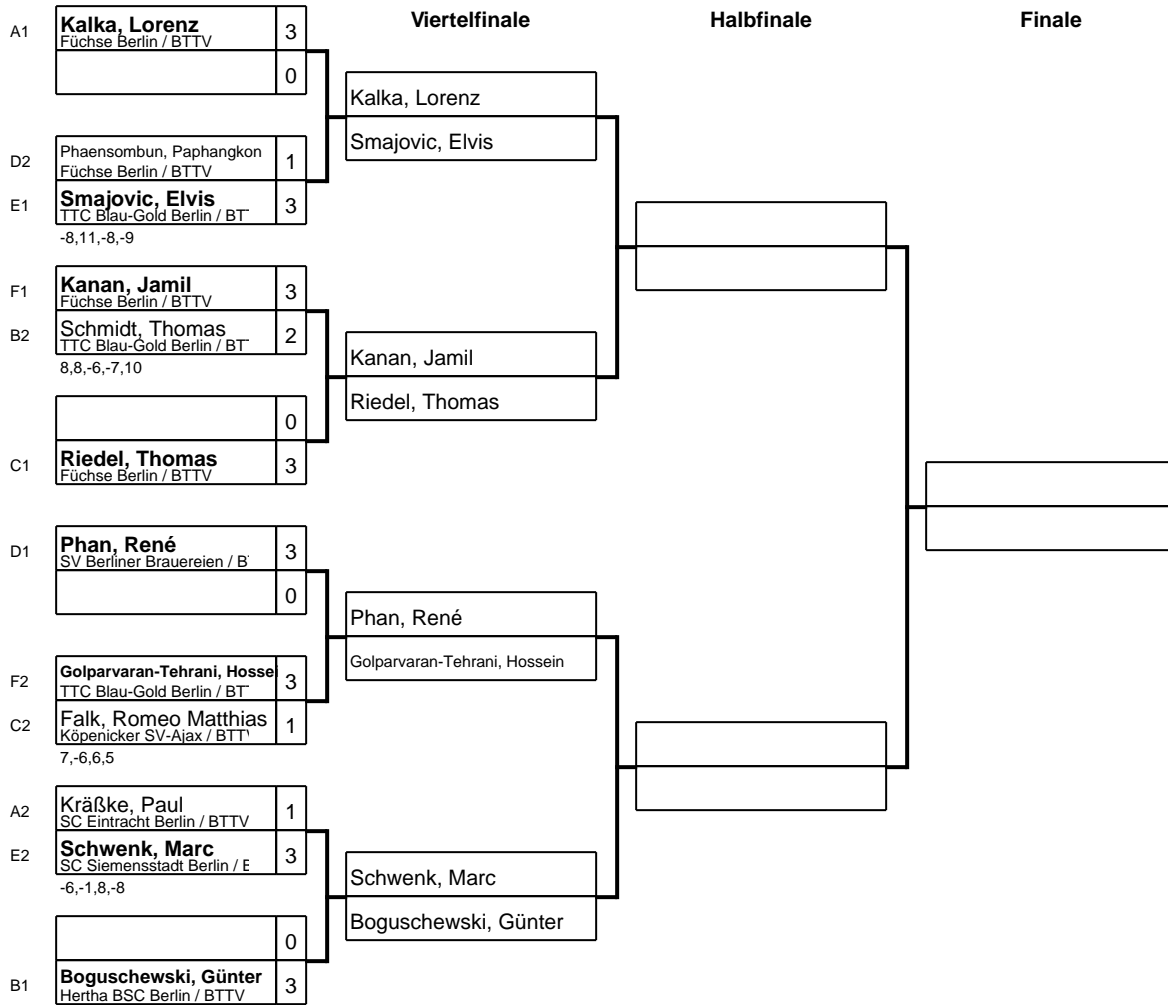 Viertelfinale Halbfinale Finale
A1 Kalka, Lorenz 3
Füchse Berlin / BTTV
0
Kalka, Lorenz
Smajovic, Elvis
D2 Phaensombun, Paphangkon 1
Füchse Berlin / BTTV
E1 Smajovic, Elvis 3
TTC Blau-Gold Berlin / BT
-8,11,-8,-9
F1 Kanan, Jamil 3
Füchse Berlin / BTTV
B2 Schmidt, Thomas 2
TTC Blau-Gold Berlin / BT
8,8,-6,-7,10
Kanan, Jamil
Riedel, Thomas
0
C1 Riedel, Thomas 3
Füchse Berlin / BTTV
D1 Phan, René 3
SV Berliner Brauereien / B
0
Phan, René
Golparvaran-Tehrani, Hossein
F2 Golparvaran-Tehrani, Hossei 3
TTC Blau-Gold Berlin / BT
C2 Falk, Romeo Matthias 1
Köpenicker SV-Ajax / BTT
7,-6,6,5
A2 Kräßke, Paul 1
SC Eintracht Berlin / BTTV
E2 Schwenk, Marc 3
SC Siemensstadt Berlin / E
-6,-1,8,-8
Schwenk, Marc
Boguschewski, Günter
0
B1 Boguschewski, Günter 3
Hertha BSC Berlin / BTTV